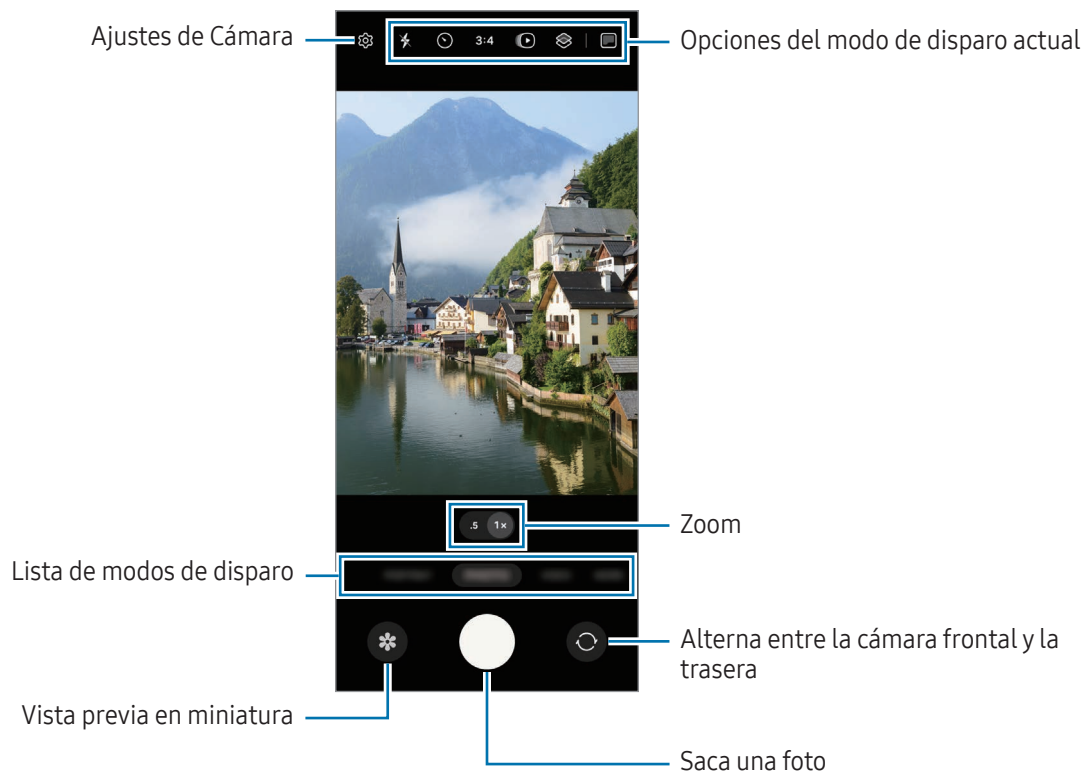 Ajustes de Cámara
3:4
Opciones del modo de disparo actual
.5 1x
Zoom
Lista de modos de disparo
Alterna entre la cámara frontal y la
trasera
Vista previa en miniatura
Saca una foto